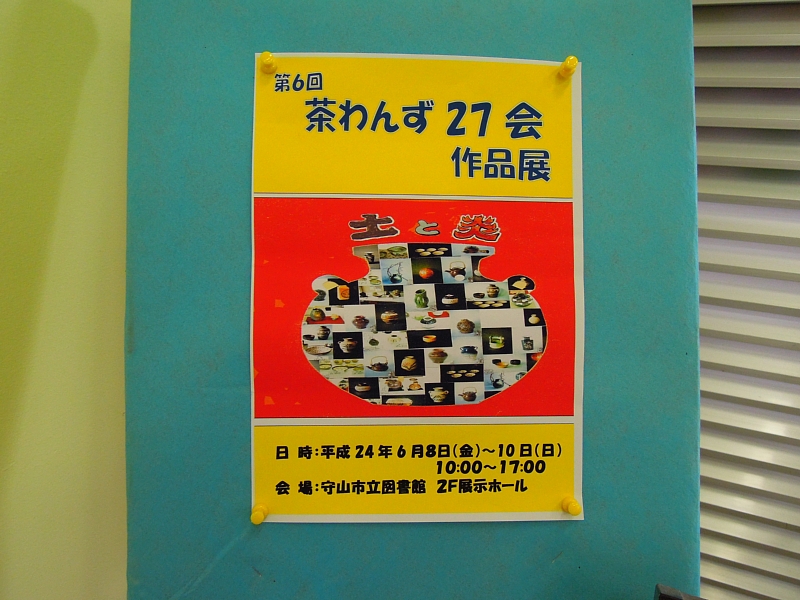 第6回
茶わんず 27 会
作品展
土と炎
日 時:平成 24 年 6 月8日(金)～10 日(日)
10:00～17:00
会 場:守山市立図書館 2F展示ホール